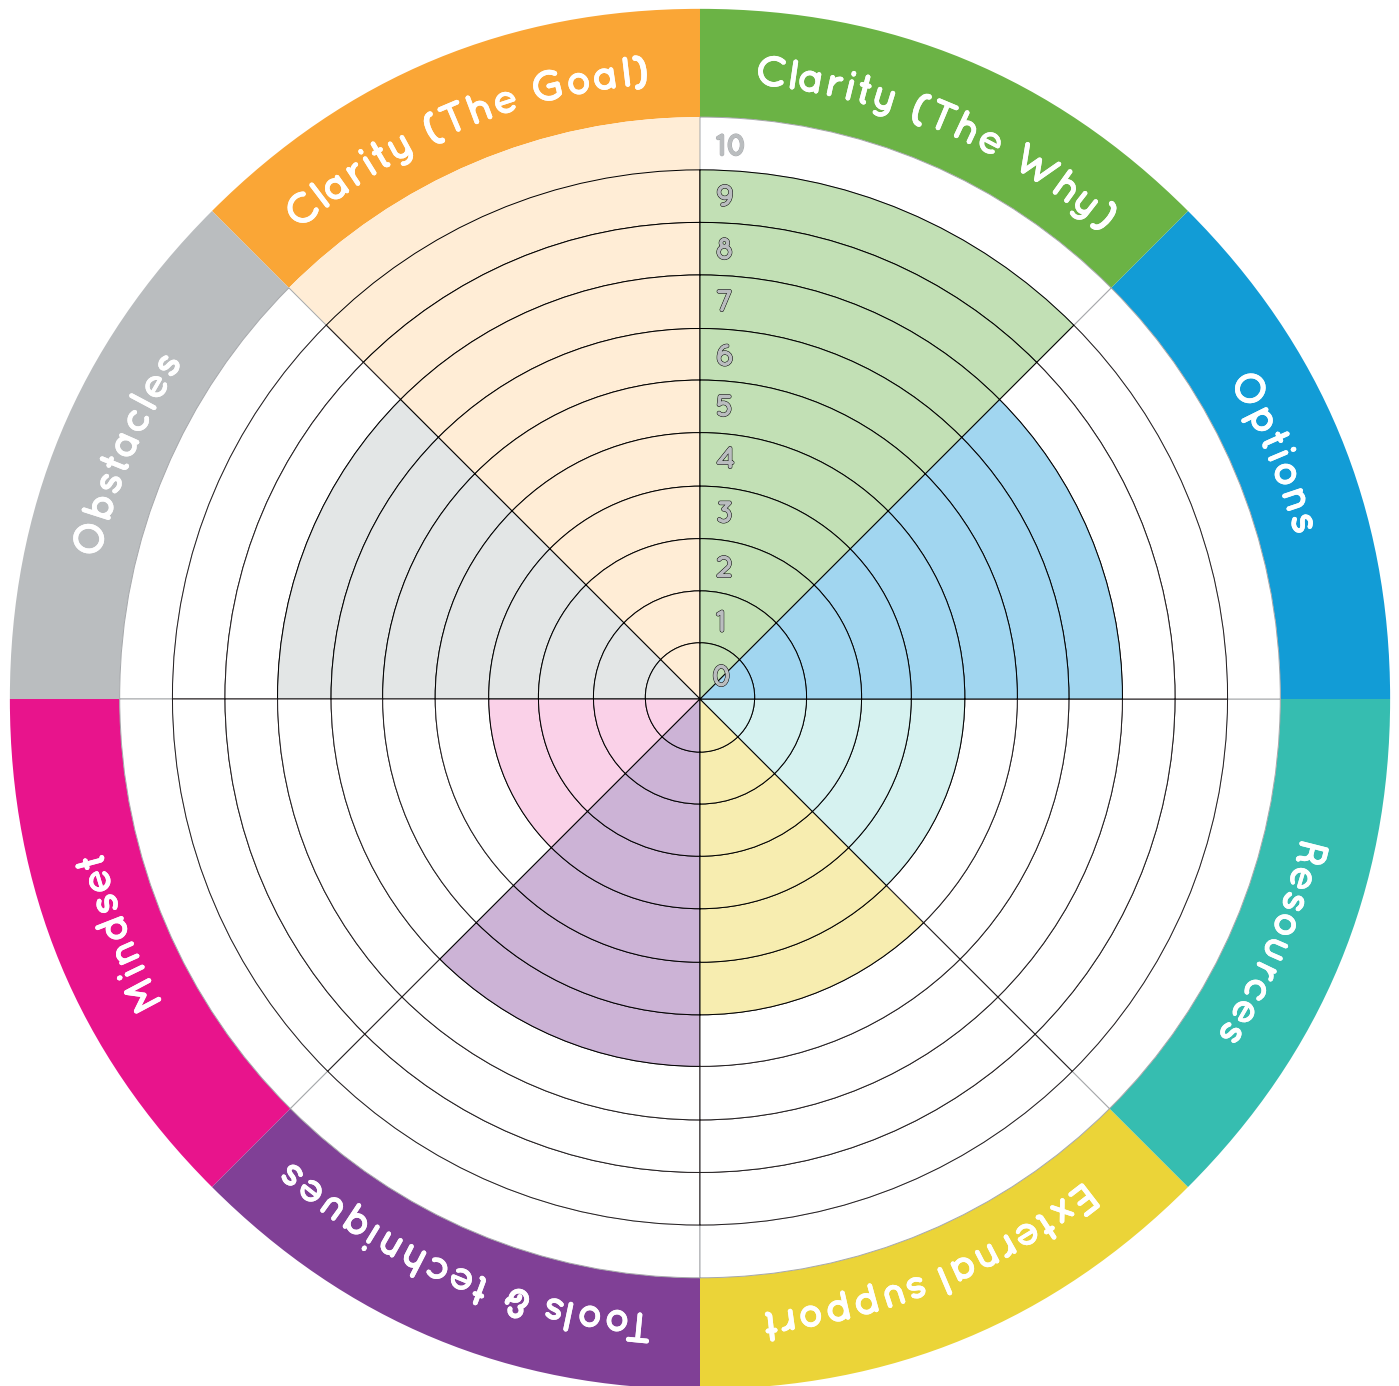 Clarity (The Goal)
Clarity (The Why)
Options
Resources
External support
Tools & techniques
Mindset
Obstacles
10
9
8
7
6
5
4
3
2
1
0